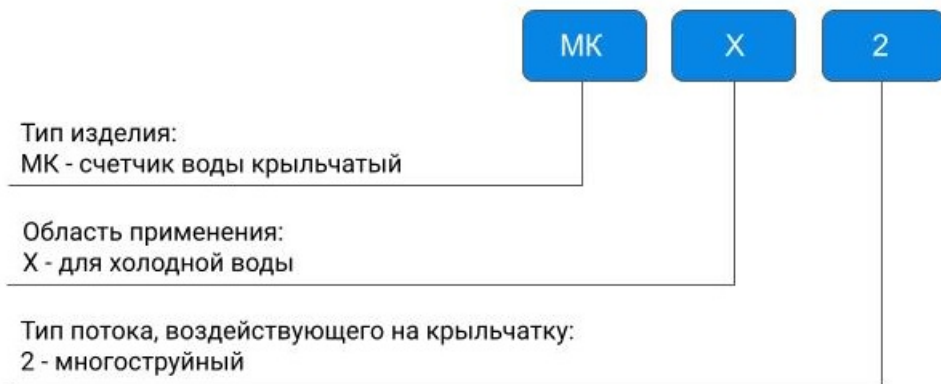 МК Х 2
Тип изделия:
МК - счетчик воды крыльчатый
Область применения:
Х - для холодной воды
Тип потока, воздействующего на крыльчатку:
2 - многоструйный